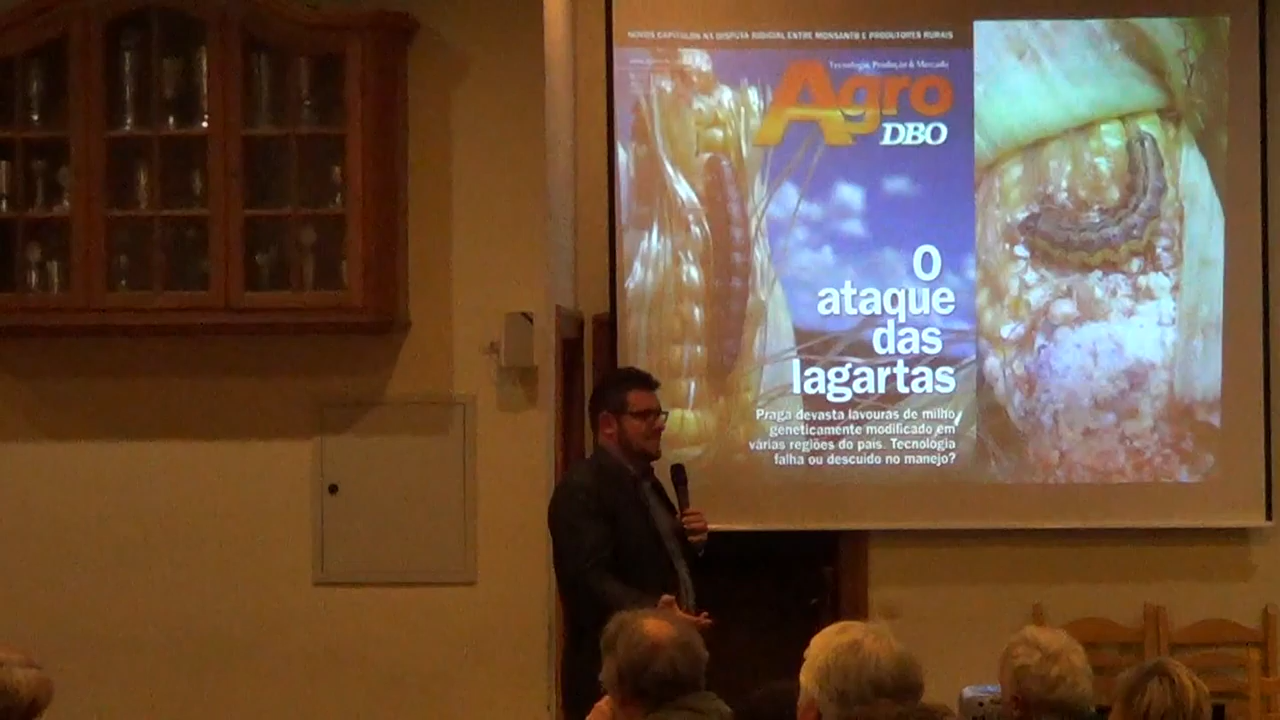 NOVOS CAPÍTULOS NA DISPUTA JUDICIAL ENTRE MONSANTO E PRODUTORES RURAIS
Tecnologia, Produção & Mercado
Agro
DBO
O
ataque
das
lagartas
Praga devasta lavouras de milho
geneticamente modificado em
várias regiões do país. Tecnologia
falha ou descuido no manejo?